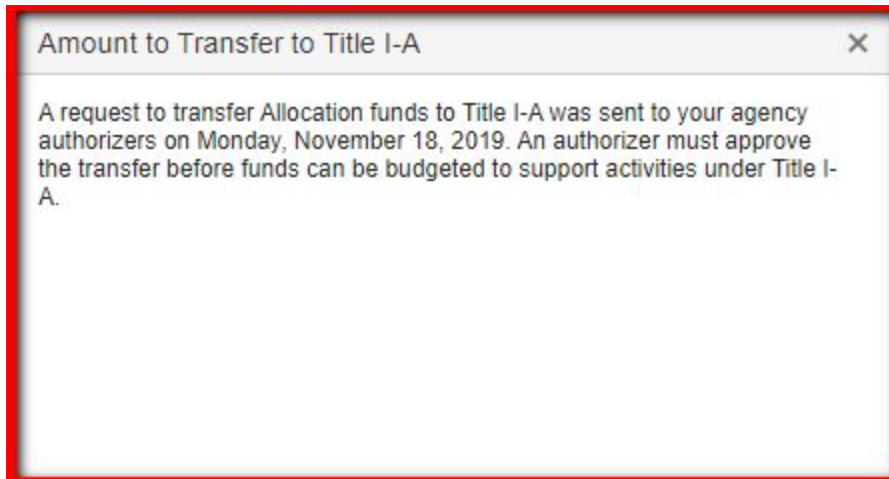 Amount to Transfer to Title I-A
A request to transfer Allocation funds to Title I-A was sent to your agency
authorizers on Monday, November 18, 2019. An authorizer must approve
the transfer before funds can be budgeted to support activities under Title I-
A.